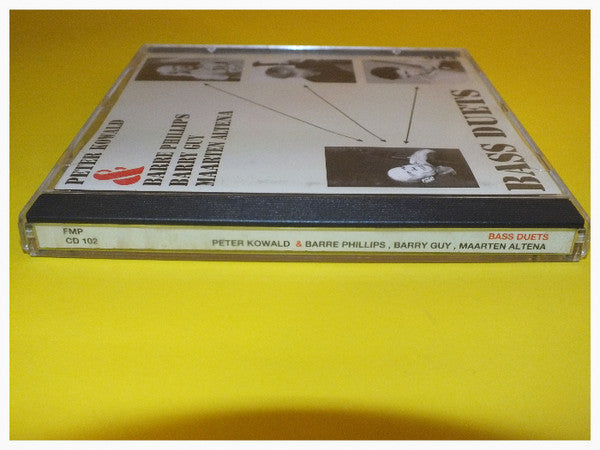 PETER KOWALD
&
BARRE PHILLIPS
BARRY GUY
MAARTEN ALTENA
BASS DUETS
FMP
CD 102
BASS DUETS
PETER KOWALD & BARRE PHILLIPS , BARRY GUY , MAARTEN ALTENA